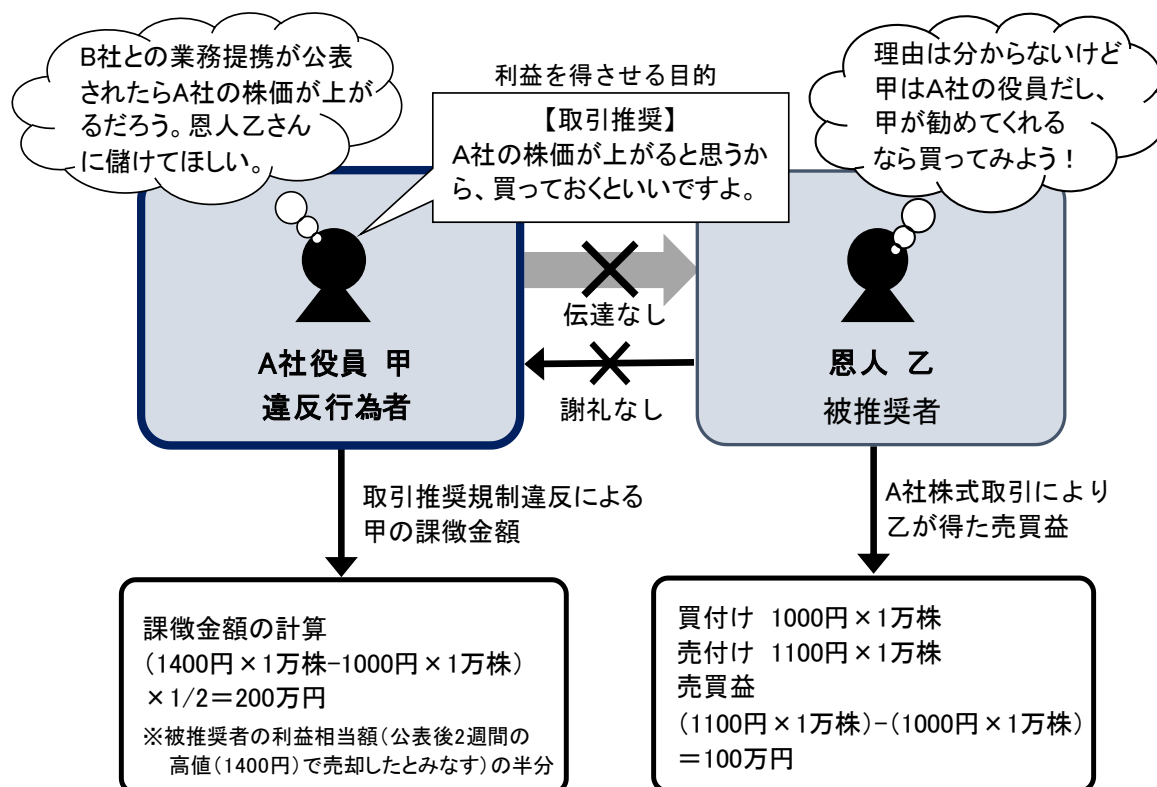 B社との業務提携が公表
されたらA社の株価が上が
るだろう。恩人乙さん
に儲けてほしい。
利益を得させる目的
【取引推奨】
A社の株価が上がると思うか
ら、買っておくといいですよ。
理由は分からないけど
甲はA社の役員だし、
甲が勧めてくれる
なら買ってみよう！
伝達なし
謝礼なし
A社役員 甲
違反行為者
恩人 乙
被推奨者
取引推奨規制違反による
甲の課徴金額
A社株式取引により
乙が得た売買益
課徴金額の計算
(1400円×1万株−1000円×1万株)
×1/2＝200万円
※被推奨者の利益相当額(公表後2週間の
高値(1400円)で売却したとみなす)の半分
買付け 1000円×1万株
売付け 1100円×1万株
売買益
(1100円×1万株)−(1000円×1万株)
＝100万円